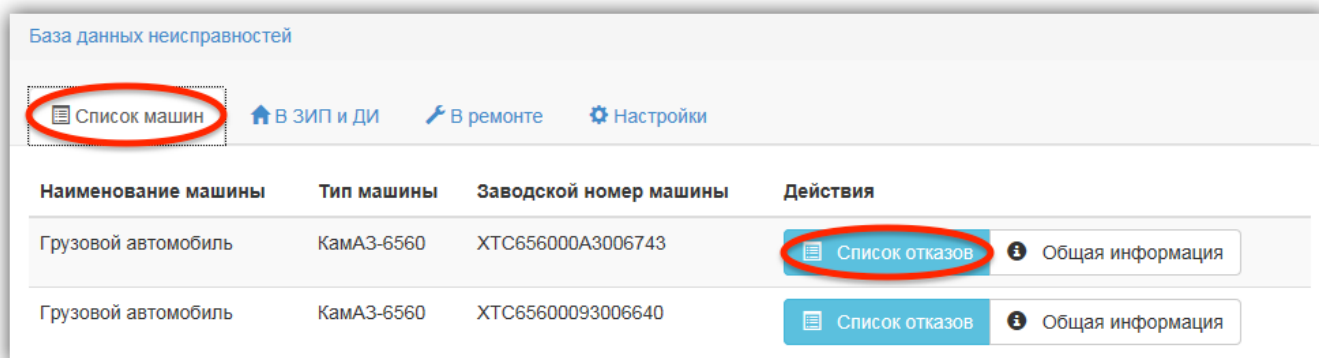 База данных неисправностей
Список машин В ЗИП и ДИ В ремонте Настройки
Наименование машины Тип машины Заводской номер машины Действия
Грузовой автомобиль КамАЗ-6560 XTC656000A3006743 Список отказов Общая информация
Грузовой автомобиль КамАЗ-6560 XTC65600093006640 Список отказов Общая информация